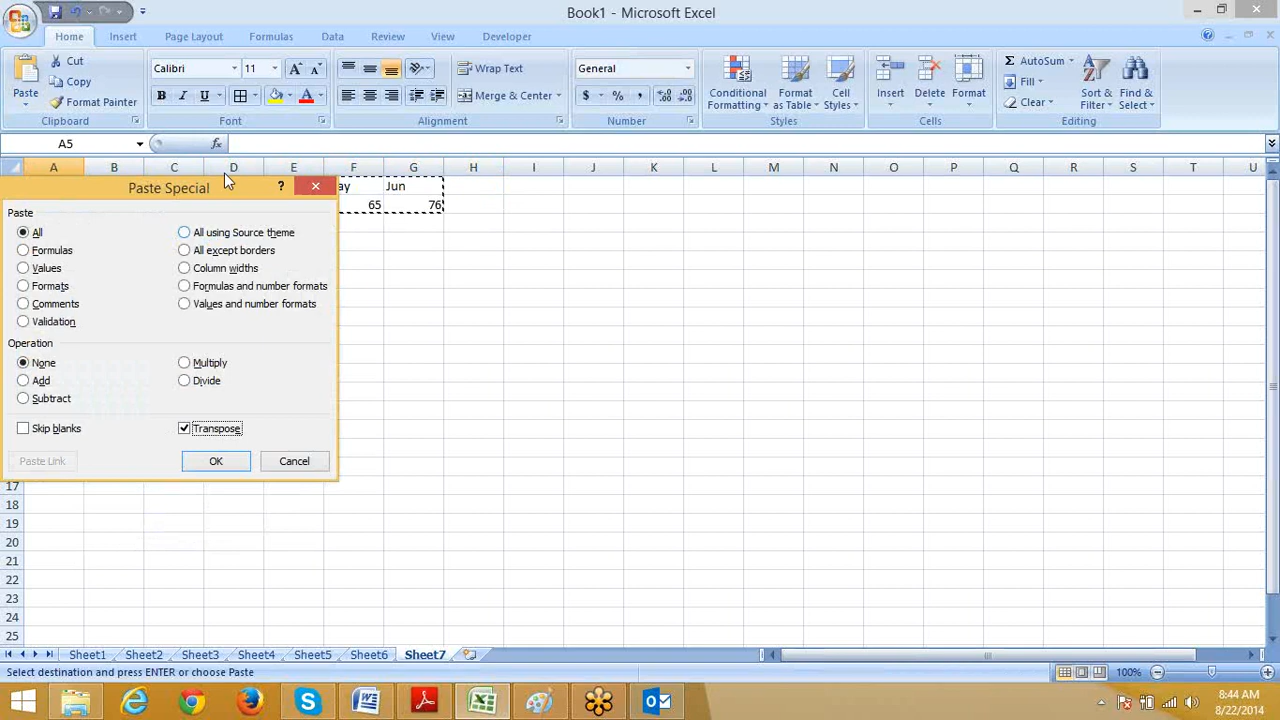 Book1 - Microsoft Excel
Home Insert Page Layout Formulas Data Review View Developer
Paste
Cut
Copy
Format Painter
Clipboard
Calibri 11
B I U A
Font
Wrap Text
Merge & Center
Alignment
General
$ % ,
Number
Conditional Formatting
Format as Table
Cell Styles
Styles
Insert
Delete
Format
Cells
AutoSum
Fill
Clear
Sort & Filter
Find & Select
Editing
A5 fx
A B C D E F G H I J K L M N O P Q R S T U
ay Jun
65 76
Paste Special ?
Paste
All All using Source theme
Formulas All except borders
Values Column widths
Formats Formulas and number formats
Comments Values and number formats
Validation
Operation
None Multiply
Add Divide
Subtract
Skip blanks Transpose
Paste Link OK Cancel
17
18
19
20
21
22
23
24
25
Sheet1 Sheet2 Sheet3 Sheet4 Sheet5 Sheet6 Sheet7
Select destination and press ENTER or choose Paste 100%
8:44 AM
8/22/2014